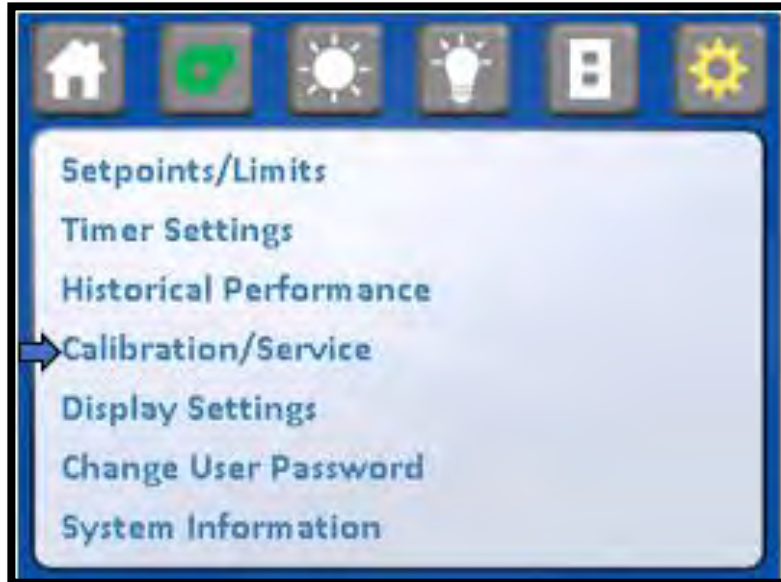 Setpoints/Limits
Timer Settings
Historical Performance
Calibration/Service
Display Settings
Change User Password
System Information